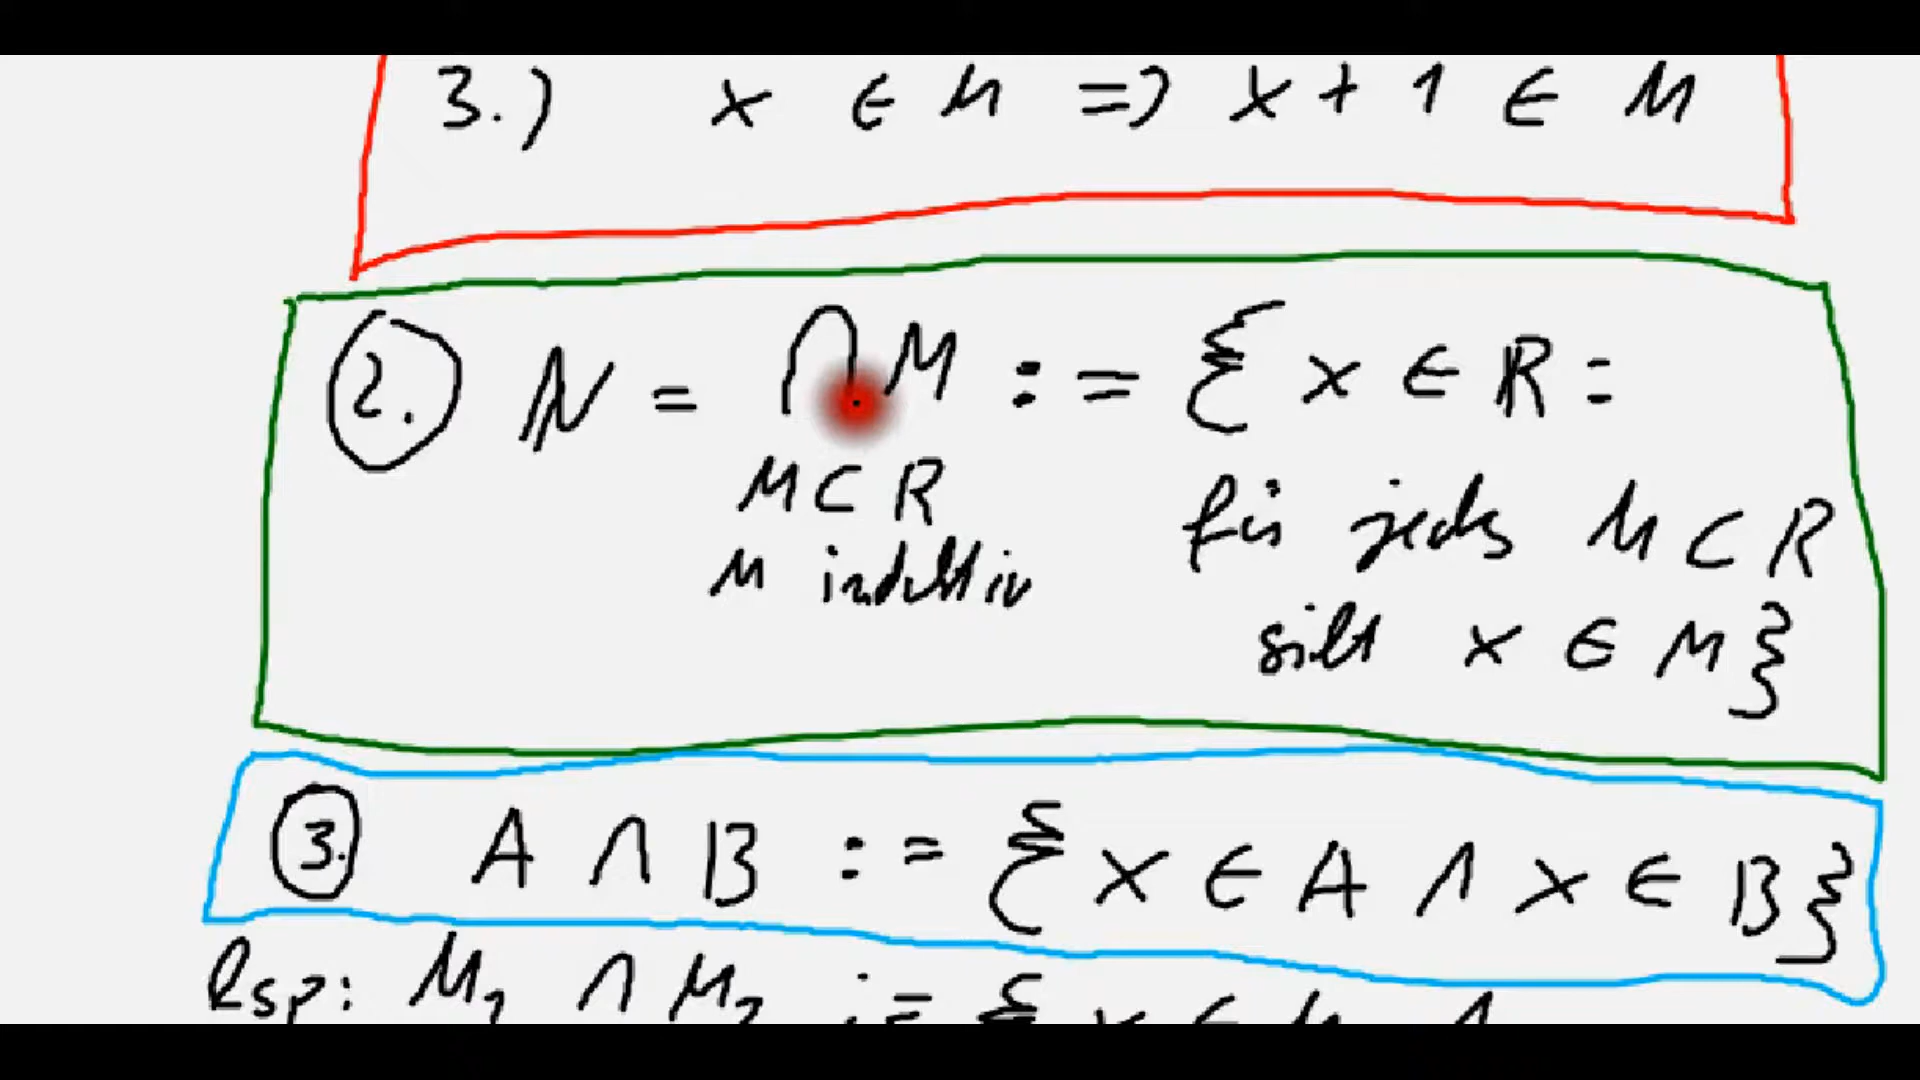 3.) x ∈ M => x + 1 ∈ M
2. ℕ = ∩ M := { x ∈ ℝ :
M ⊂ R
M induktiv
für jedes M ⊂ R
gilt x ∈ M }
3. A ∩ B := { x ∈ A ∧ x ∈ B }
Bsp: M₁ ∩ M₂ := { x ∈ M ∧